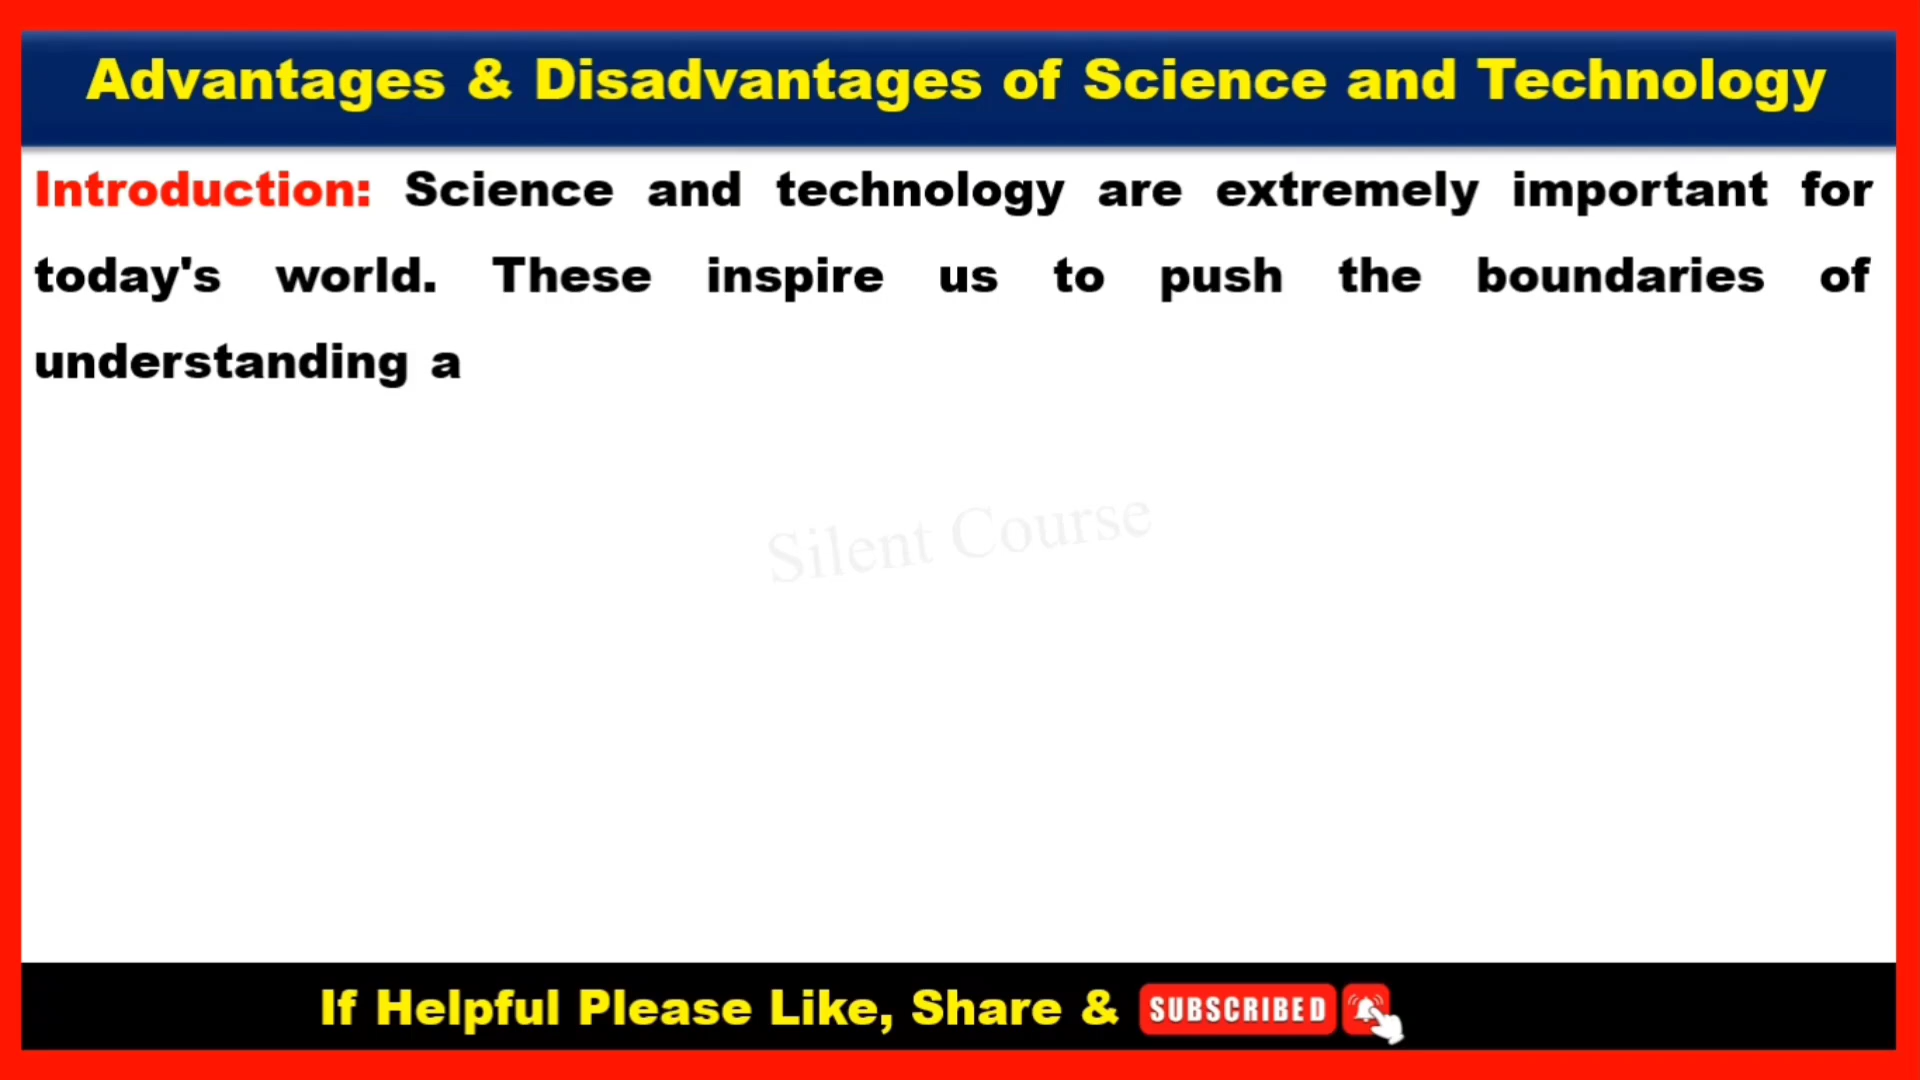 Advantages & Disadvantages of Science and Technology
Introduction: Science and technology are extremely important for
today's world. These inspire us to push the boundaries of
understanding a
Silent Course
If Helpful Please Like, Share & SUBSCRIBED